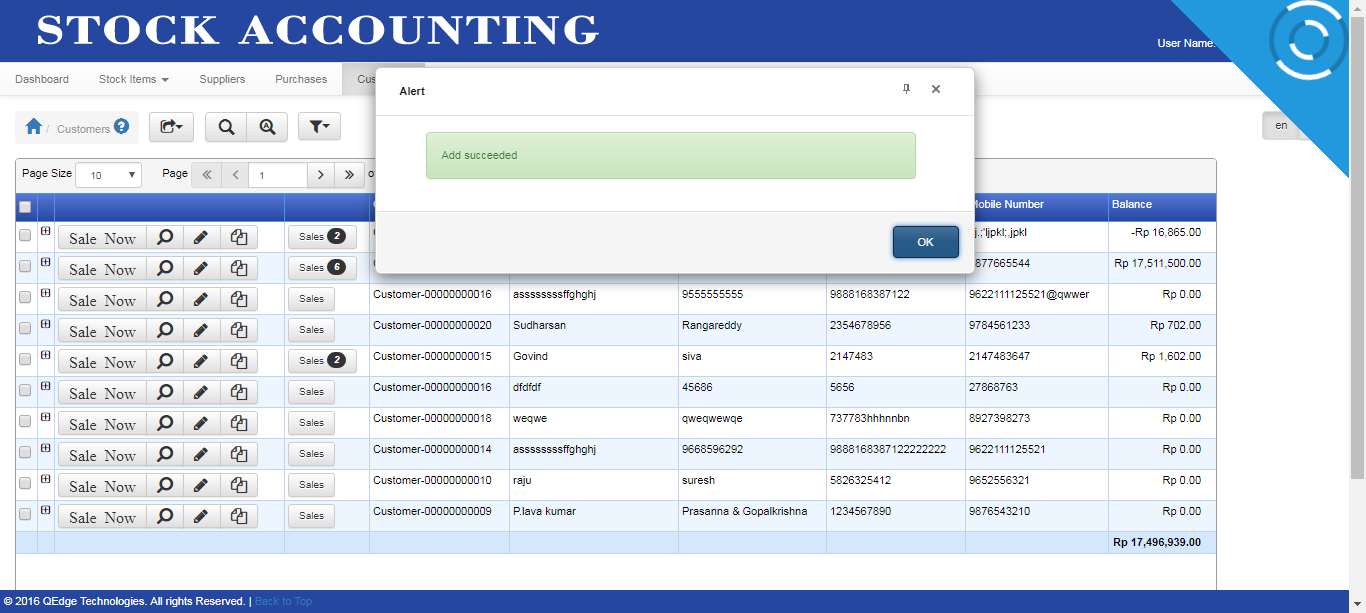 STOCK ACCOUNTING
User Name:
Dashboard Stock Items Suppliers Purchases Cus
Alert
/ Customers
en
Add succeeded
Page Size 10 Page 1
OK
Mobile Number Balance
Sale Now Sales 2 j.;'ljpkl;.jpkl -Rp 16,865.00
Sale Now Sales 6 877665544 Rp 17,511,500.00
Sale Now Sales Customer-00000000016 assssssssffghghj 9555555555 9888168387122 9622111125521@qwwer Rp 0.00
Sale Now Sales Customer-00000000020 Sudharsan Rangareddy 2354678956 9784561233 Rp 702.00
Sale Now Sales 2 Customer-00000000015 Govind siva 2147483 2147483647 Rp 1,602.00
Sale Now Sales Customer-00000000016 dfdfdf 45686 5656 27868763 Rp 0.00
Sale Now Sales Customer-00000000018 weqwe qweqwewqe 737783hhhnnbn 8927398273 Rp 0.00
Sale Now Sales Customer-00000000014 assssssssffghghj 9668596292 9888168387122222222 9622111125521 Rp 0.00
Sale Now Sales Customer-00000000010 raju suresh 5826325412 9652556321 Rp 0.00
Sale Now Sales Customer-00000000009 P.lava kumar Prasanna & Gopalkrishna 1234567890 9876543210 Rp 0.00
Rp 17,496,939.00
© 2016 QEdge Technologies. All rights Reserved. | Back to Top